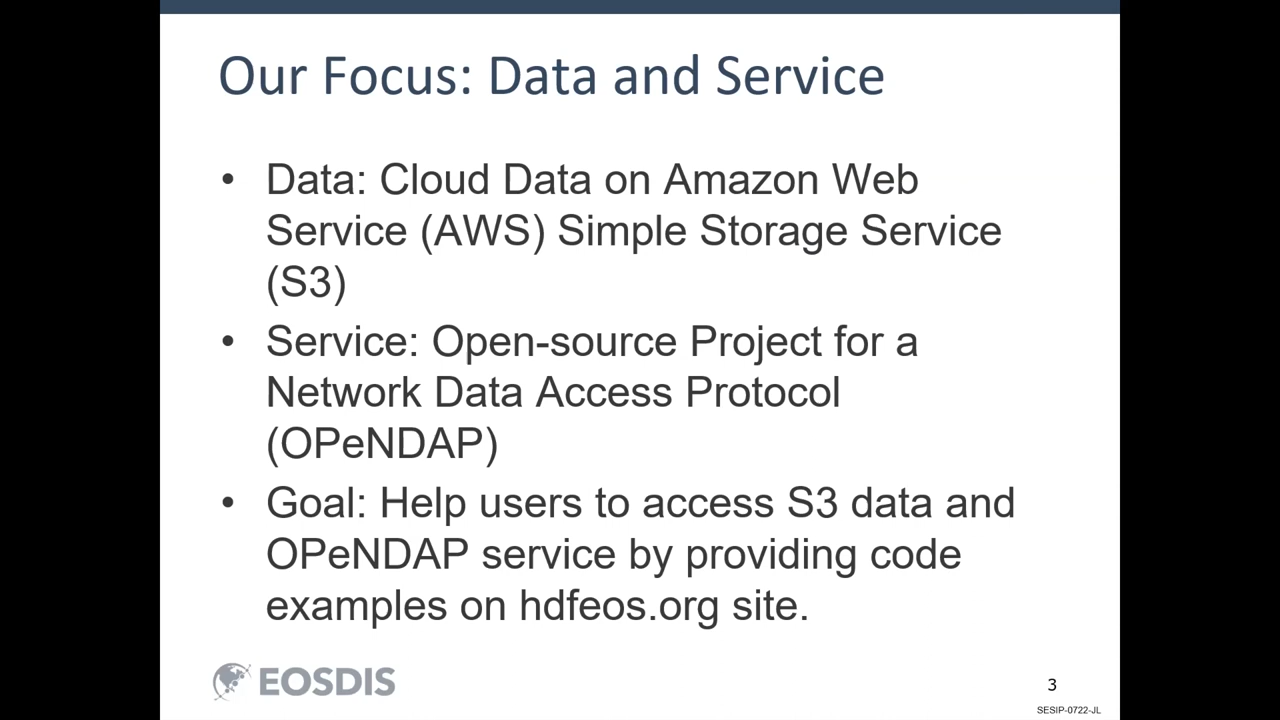 Our Focus: Data and Service
• Data: Cloud Data on Amazon Web
Service (AWS) Simple Storage Service
(S3)
• Service: Open-source Project for a
Network Data Access Protocol
(OPeNDAP)
• Goal: Help users to access S3 data and
OPeNDAP service by providing code
examples on hdfeos.org site.
EOSDIS
3
SESIP-0722-JL